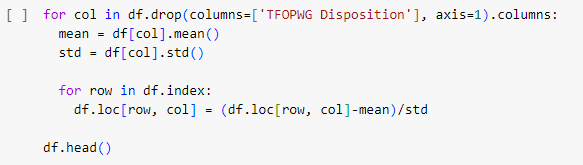 [ ] for col in df.drop(columns=['TFOPWG Disposition'], axis=1).columns:
mean = df[col].mean()
std = df[col].std()
for row in df.index:
df.loc[row, col] = (df.loc[row, col]-mean)/std
df.head()